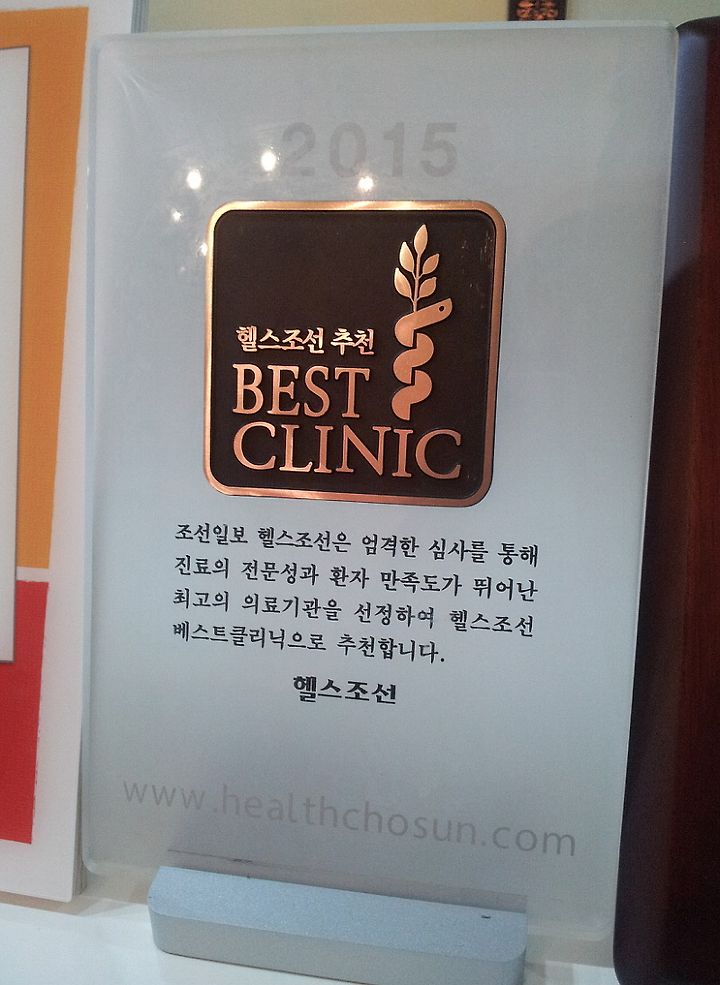 2015
헬스조선 추천
BEST
CLINIC
조선일보 헬스조선은 엄격한 심사를 통해
진료의 전문성과 환자 만족도가 뛰어난
최고의 의료기관을 선정하여 헬스조선
베스트클리닉으로 추천합니다.
헬스조선
www.healthchosun.com